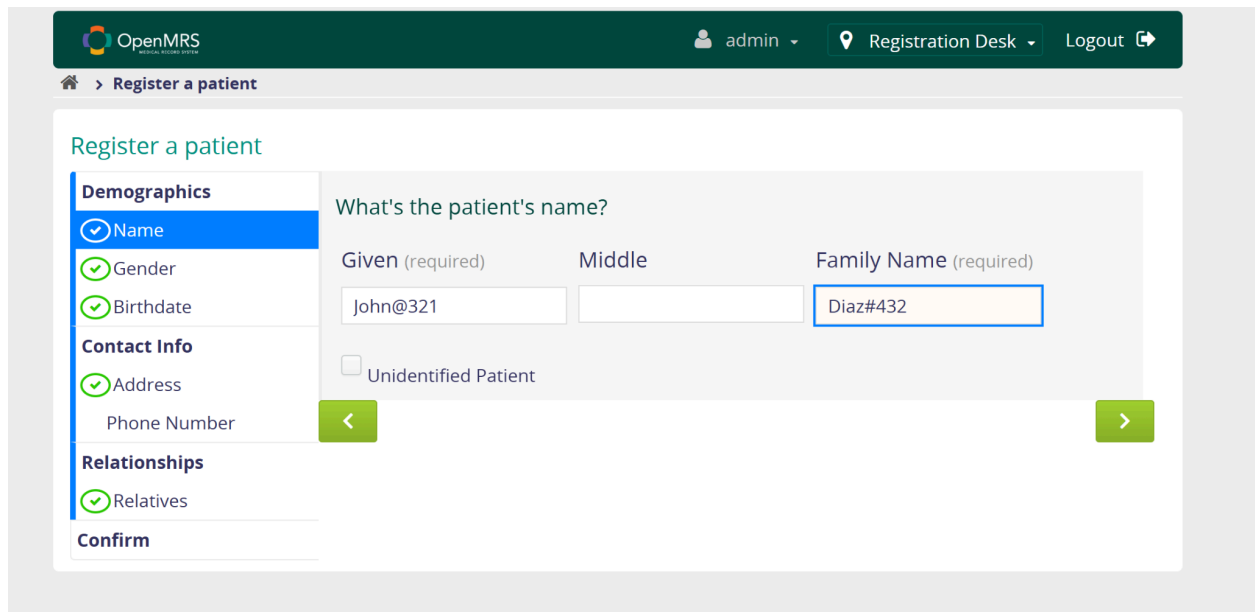 OpenMRS
MEDICAL RECORD SYSTEM
admin
Registration Desk
Logout
Register a patient
Register a patient
Demographics
Name
Gender
Birthdate
Contact Info
Address
Phone Number
Relationships
Relatives
Confirm
What's the patient's name?
Given (required) Middle Family Name (required)
John@321 Diaz#432
Unidentified Patient